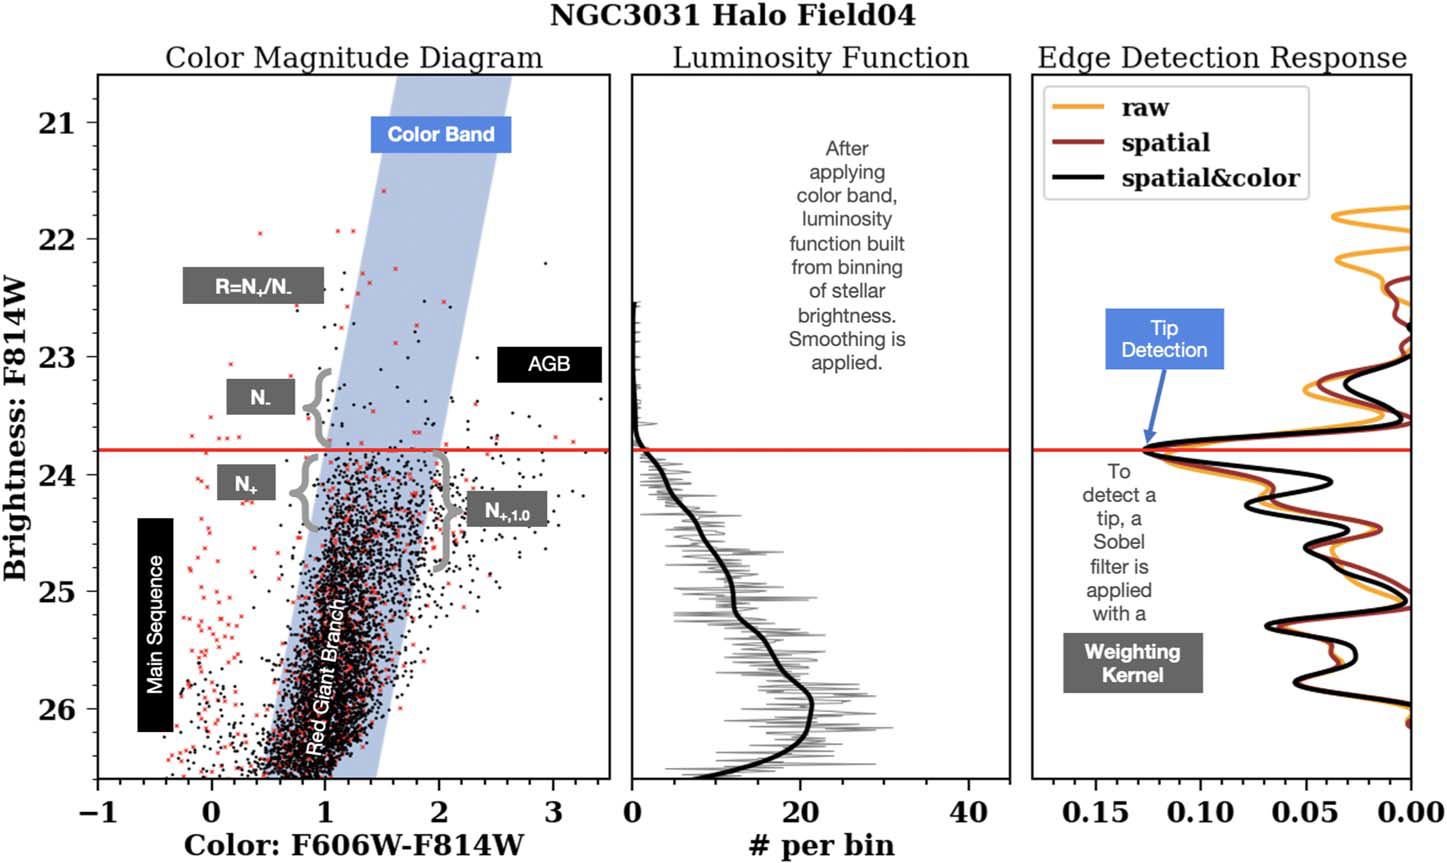 NGC3031 Halo Field04
Color Magnitude Diagram
Luminosity Function
Edge Detection Response
Brightness: F814W
21
22
23
24
25
26
Color Band
R=N₊/N₋
AGB
N₋
N₊
N₊,₁.₀
Main Sequence
Red Giant Branch
−1
0
1
2
3
Color: F606W-F814W
After
applying
color band,
luminosity
function built
from binning
of stellar
brightness.
Smoothing is
applied.
0
20
40
# per bin
raw
spatial
spatial&color
Tip
Detection
To
detect a
tip, a
Sobel
filter is
applied
with a
Weighting
Kernel
0.15
0.10
0.05
0.00